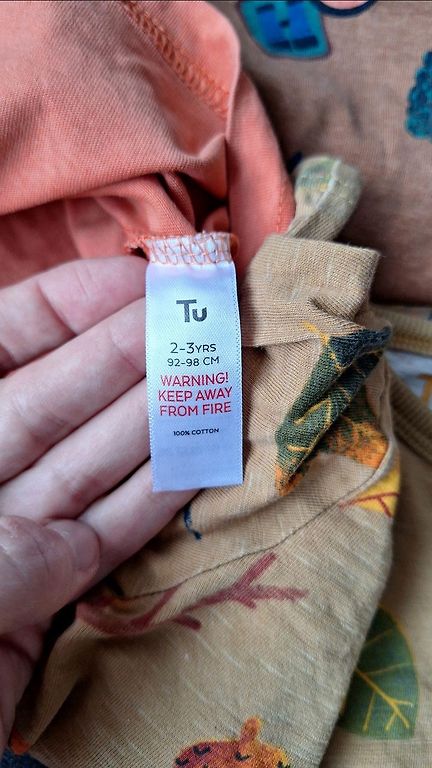 Tu
2-3YRS
92-98 CM
WARNING!
KEEP AWAY
FROM FIRE
100% COTTON